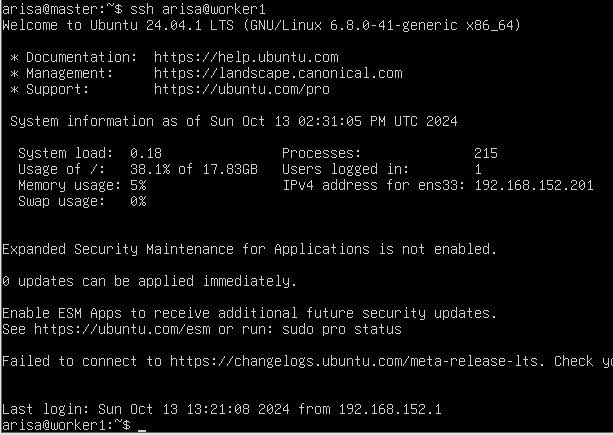 arisa@master:~$ ssh arisa@worker1
Welcome to Ubuntu 24.04.1 LTS (GNU/Linux 6.8.0-41-generic x86_64)
* Documentation:  https://help.ubuntu.com
* Management:     https://landscape.canonical.com
* Support:        https://ubuntu.com/pro
System information as of Sun Oct 13 02:31:05 PM UTC 2024
System load:  0.18               Processes:              215
Usage of /:   38.1% of 17.83GB   Users logged in:        1
Memory usage: 5%                 IPv4 address for ens33: 192.168.152.201
Swap usage:   0%
Expanded Security Maintenance for Applications is not enabled.
0 updates can be applied immediately.
Enable ESM Apps to receive additional future security updates.
See https://ubuntu.com/esm or run: sudo pro status
Failed to connect to https://changelogs.ubuntu.com/meta-release-lts. Check yo
Last login: Sun Oct 13 13:21:08 2024 from 192.168.152.1
arisa@worker1:~$ _